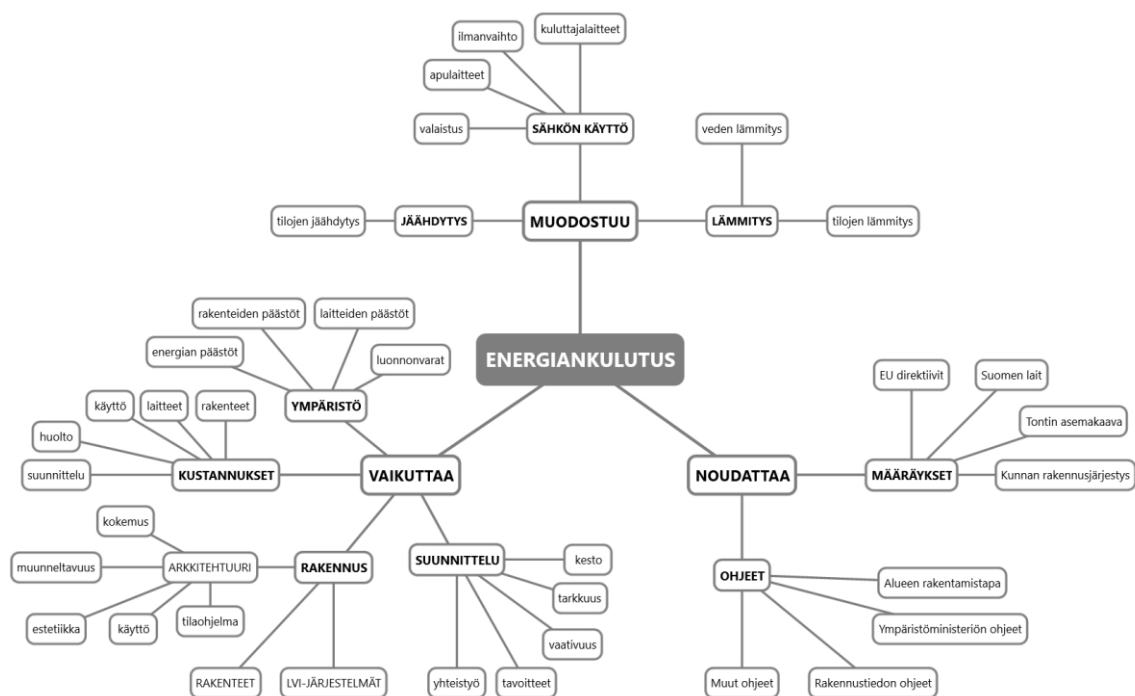 kuluttajalaitteet
ilmanvaihto
apulaitteet
valaistus
SÄHKÖN KÄYTTÖ
veden lämmitys
tilojen jäähdytys
JÄÄHDYTYS
MUODOSTUU
LÄMMITYS
tilojen lämmitys
rakenteiden päästöt
laitteiden päästöt
energian päästöt
luonnonvarat
ENERGIANKULUTUS
EU direktiivit
Suomen lait
YMPÄRISTÖ
käyttö
laitteet
rakenteet
Tontin asemakaava
huolto
suunnittelu
KUSTANNUKSET
VAIKUTTAA
NOUDATTAA
MÄÄRÄYKSET
Kunnan rakennusjärjestys
kokemus
muunneltavuus
ARKKITEHTUURI
RAKENNUS
SUUNNITTELU
kesto
OHJEET
Alueen rakentamistapa
tarkkuus
estetiikka
käyttö
tilaohjelma
vaativuus
Ympäristöministeriön ohjeet
RAKENTEET
LVI-JÄRJESTELMÄT
yhteistyö
tavoitteet
Muut ohjeet
Rakennustiedon ohjeet